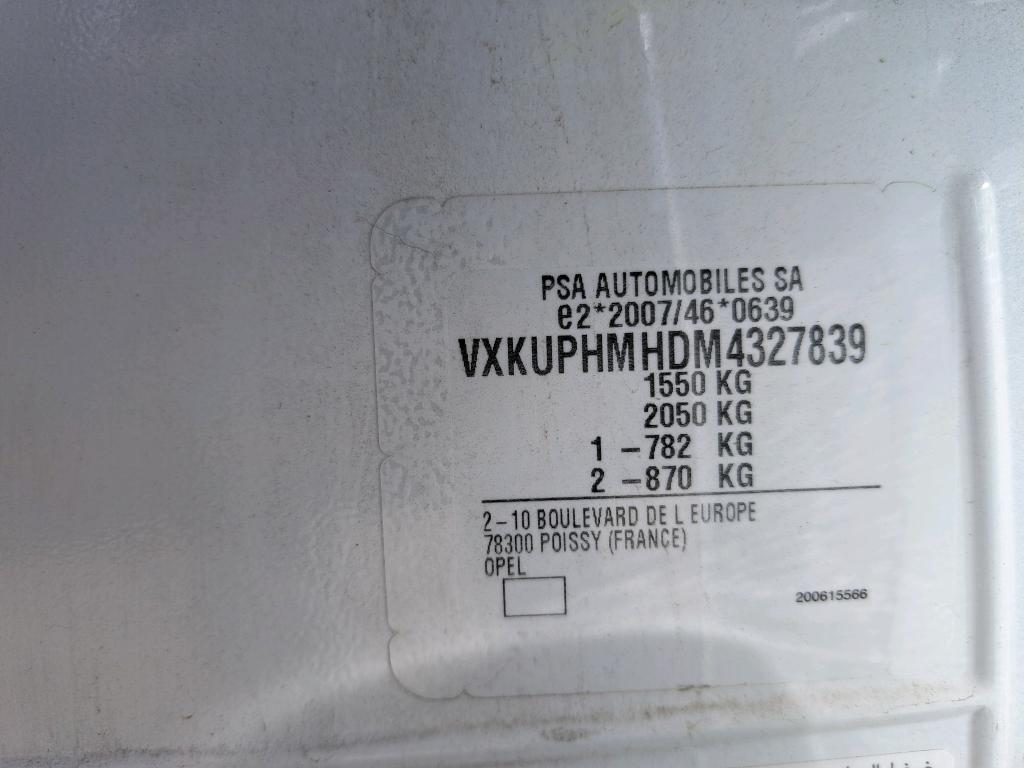 PSA AUTOMOBILES SA
e2*2007/46*0639
VXKUPHMHDM4327839
1550 KG
2050 KG
1 -782 KG
2 -870 KG
2-10 BOULEVARD DE L EUROPE
78300 POISSY (FRANCE)
OPEL
200615566